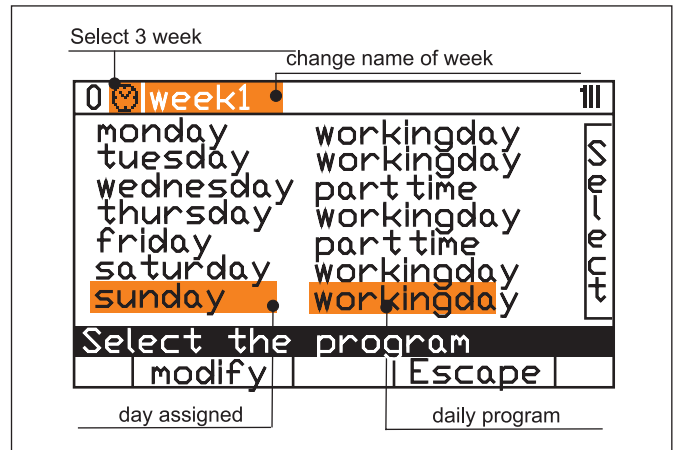 Select 3 week
change name of week
0 week1 1III
monday workingday
tuesday workingday
wednesday part time
thursday workingday
friday part time
saturday workingday
sunday workingday
Select
Select the program
modify Escape
day assigned daily program